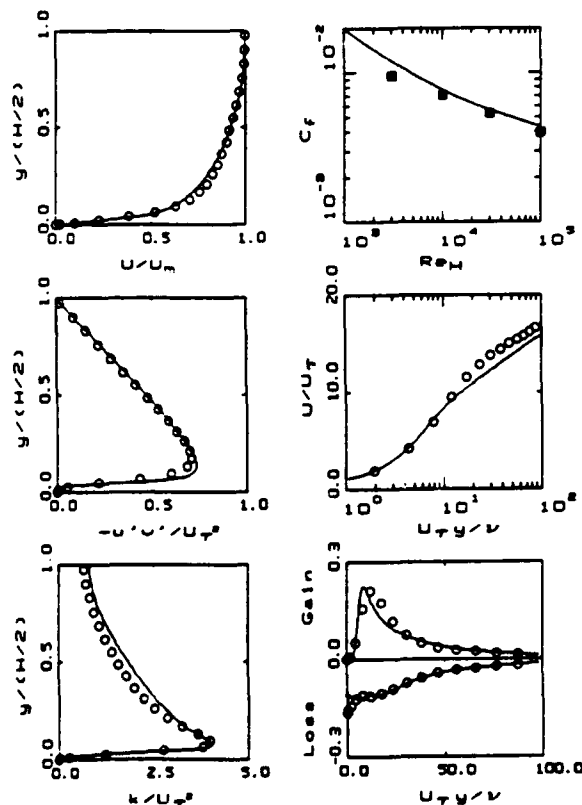 y/(H/2)
1.0
0.5
0.0
0.0 0.5 1.0
U/U_m
C_f
10^-2
10^-3
10^3 10^4 10^5
Re_H
y/(H/2)
1.0
0.5
0.0
0.0 0.5 1.0
-u'v'/U_τ²
U/U_τ
20.0
10.0
0.0
10^0 10^1 10^2
U_τ y/ν
y/(H/2)
1.0
0.5
0.0
0.0 2.5 5.0
k/U_τ²
Loss Gain
0.3
0.0
-0.3
0.0 50.0 100.0
U_τ y/ν